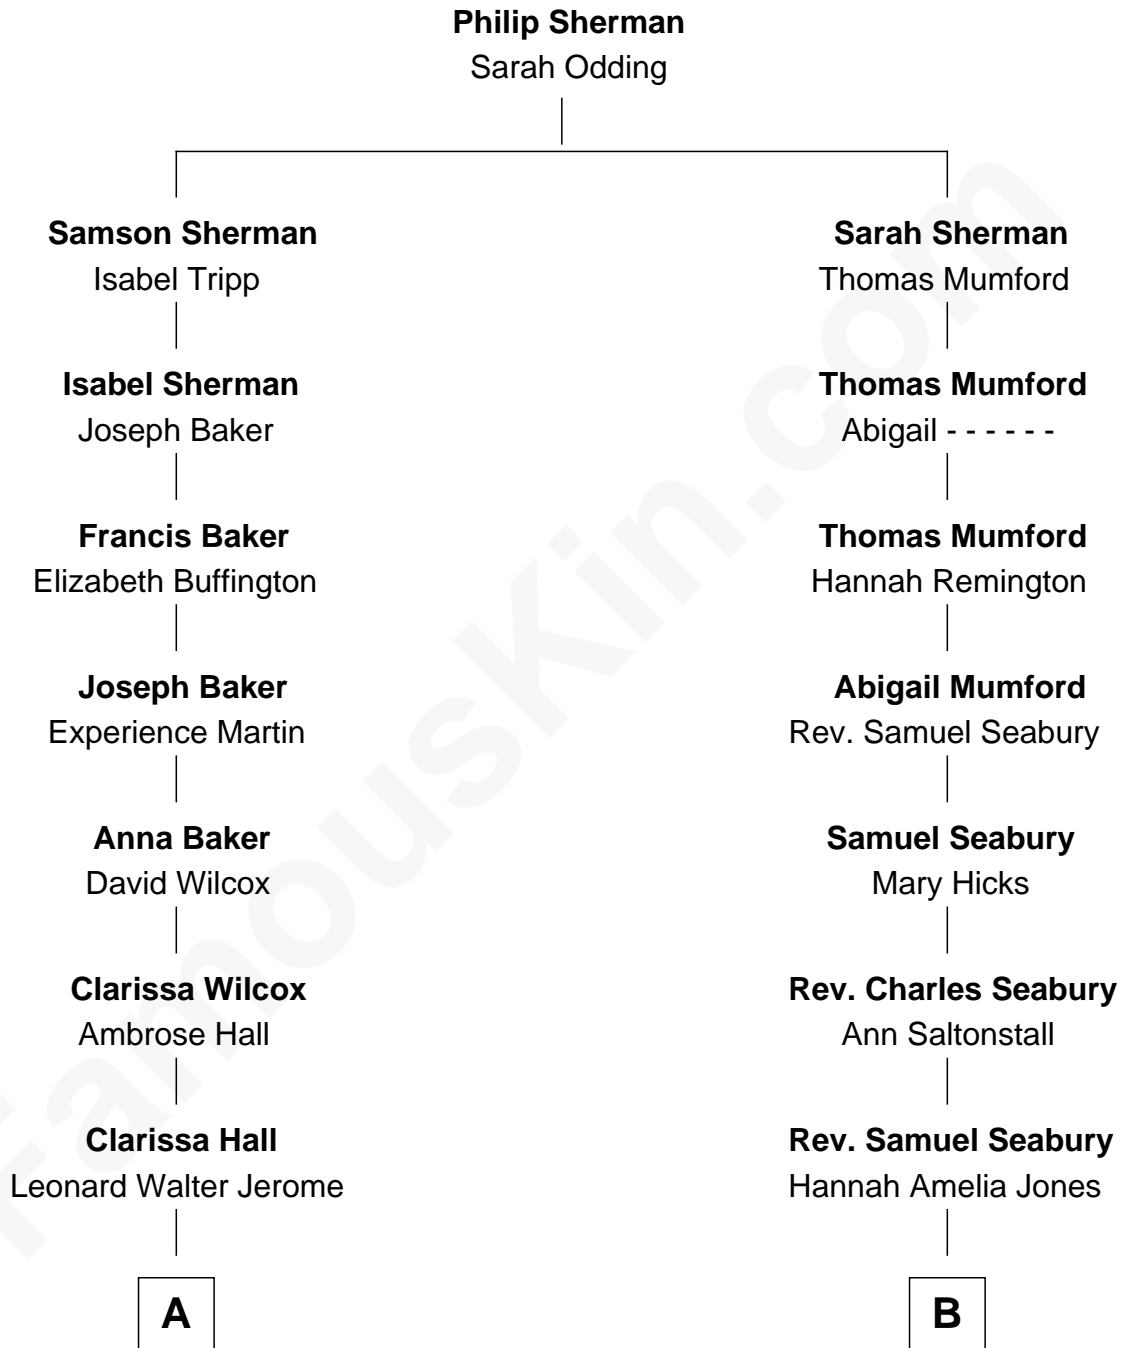 Philip Sherman
Sarah Odding
Samson Sherman
Isabel Tripp
Isabel Sherman
Joseph Baker
Francis Baker
Elizabeth Buffington
Joseph Baker
Experience Martin
Anna Baker
David Wilcox
Clarissa Wilcox
Ambrose Hall
Clarissa Hall
Leonard Walter Jerome
A
Sarah Sherman
Thomas Mumford
Thomas Mumford
Abigail - - - - - -
Thomas Mumford
Hannah Remington
Abigail Mumford
Rev. Samuel Seabury
Samuel Seabury
Mary Hicks
Rev. Charles Seabury
Ann Saltonstall
Rev. Samuel Seabury
Hannah Amelia Jones
B
FamousKin.com